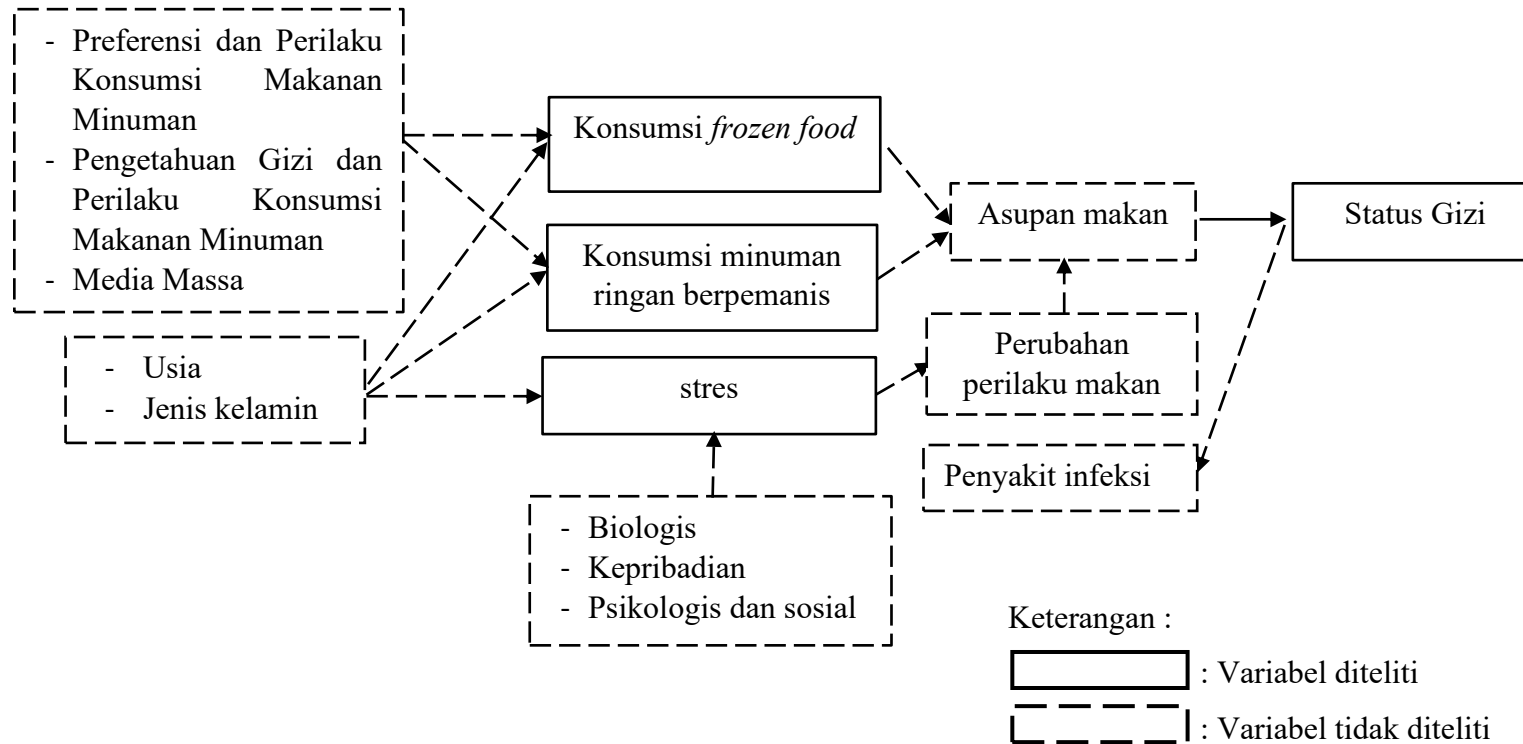 - Preferensi dan Perilaku
Konsumsi Makanan
Minuman
- Pengetahuan Gizi dan
Perilaku Konsumsi
Makanan Minuman
- Media Massa
- Usia
- Jenis kelamin
Konsumsi frozen food
Konsumsi minuman
ringan berpemanis
stres
- Biologis
- Kepribadian
- Psikologis dan sosial
Asupan makan
Perubahan
perilaku makan
Penyakit infeksi
Status Gizi
Keterangan :
: Variabel diteliti
: Variabel tidak diteliti